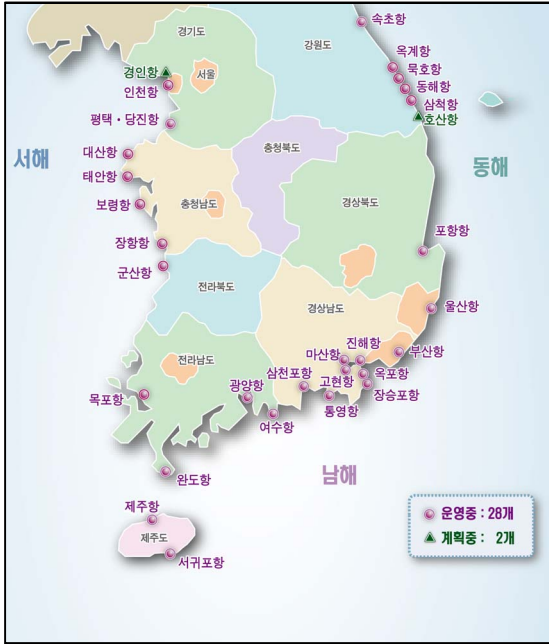 속초항
경기도
강원도
옥계항
묵호항
경인항
서울
동해항
인천항
삼척항
평택·당진항
호산항
서해
대산항
충청북도
동해
태안항
보령항
충청남도
경상북도
장항항
포항항
군산항
전라북도
경상남도
울산항
진해항
마산항
부산항
전라남도
삼천포항
고현항
옥포항
광양항
장승포항
목포항
통영항
여수항
남해
완도항
제주항
제주도
서귀포항
운영중 : 28개
계획중 : 2개